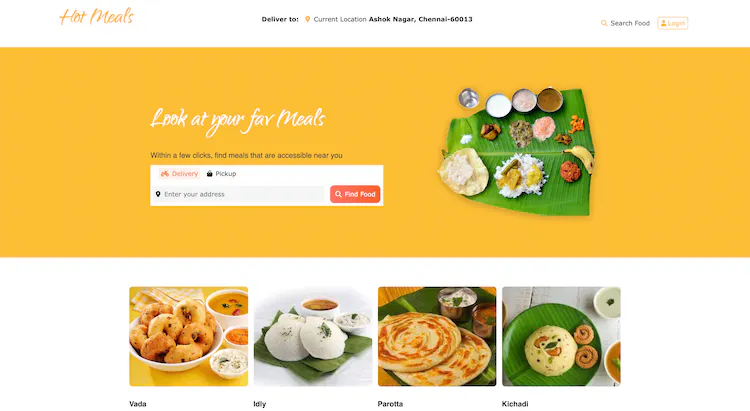 Hot Meals
Deliver to: Current Location Ashok Nagar, Chennai-60013
Search Food Login
Look at your fav Meals
Within a few clicks, find meals that are accessible near you
Delivery Pickup
Enter your address Find Food
Vada Idly Parotta Kichadi